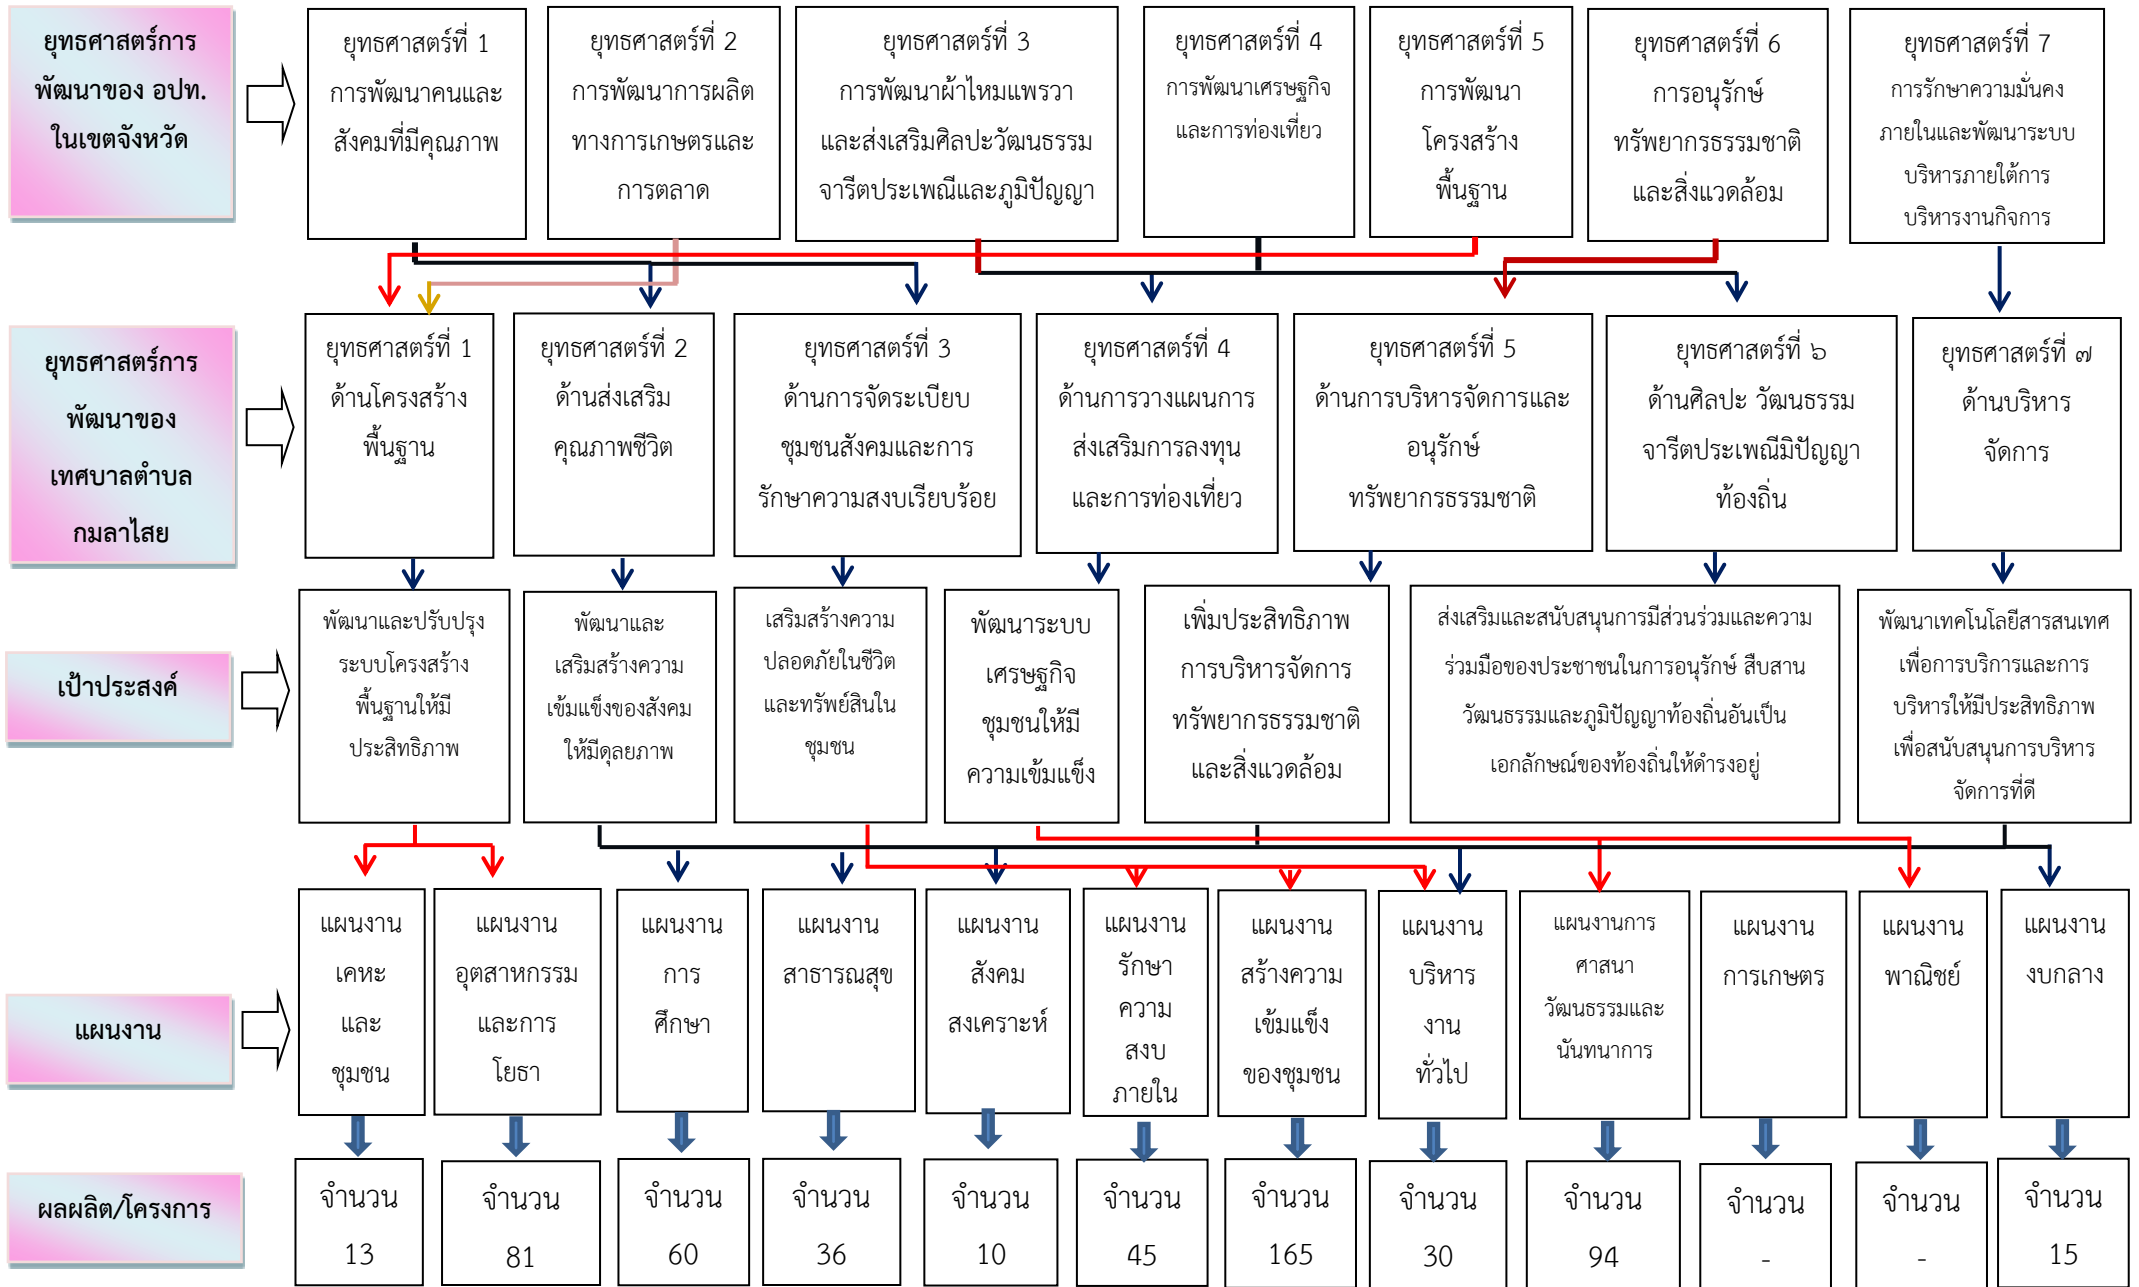 ยุทธศาสตร์การ
พัฒนาของ อปท.
ในเขตจังหวัด
ยุทธศาสตร์ที่ 1
การพัฒนาคนและ
สังคมที่มีคุณภาพ
ยุทธศาสตร์ที่ 2
การพัฒนาการผลิต
ทางการเกษตรและ
การตลาด
ยุทธศาสตร์ที่ 3
การพัฒนาผ้าไหมแพรวา
และส่งเสริมศิลปะวัฒนธรรม
จารีตประเพณีและภูมิปัญญา
ยุทธศาสตร์ที่ 4
การพัฒนาเศรษฐกิจ
และการท่องเที่ยว
ยุทธศาสตร์ที่ 5
การพัฒนา
โครงสร้าง
พื้นฐาน
ยุทธศาสตร์ที่ 6
การอนุรักษ์
ทรัพยากรธรรมชาติ
และสิ่งแวดล้อม
ยุทธศาสตร์ที่ 7
การรักษาความมั่นคง
ภายในและพัฒนาระบบ
บริหารภายใต้การ
บริหารงานกิจการ
ยุทธศาสตร์การ
พัฒนาของ
เทศบาลตำบล
กมลาไสย
ยุทธศาสตร์ที่ 1
ด้านโครงสร้าง
พื้นฐาน
ยุทธศาสตร์ที่ 2
ด้านส่งเสริม
คุณภาพชีวิต
ยุทธศาสตร์ที่ 3
ด้านการจัดระเบียบ
ชุมชนสังคมและการ
รักษาความสงบเรียบร้อย
ยุทธศาสตร์ที่ 4
ด้านการวางแผนการ
ส่งเสริมการลงทุน
และการท่องเที่ยว
ยุทธศาสตร์ที่ 5
ด้านการบริหารจัดการและ
อนุรักษ์
ทรัพยากรธรรมชาติ
ยุทธศาสตร์ที่ ๖
ด้านศิลปะ วัฒนธรรม
จารีตประเพณีมิปัญญา
ท้องถิ่น
ยุทธศาสตร์ที่ ๗
ด้านบริหาร
จัดการ
เป้าประสงค์
พัฒนาและปรับปรุง
ระบบโครงสร้าง
พื้นฐานให้มี
ประสิทธิภาพ
พัฒนาและ
เสริมสร้างความ
เข้มแข็งของสังคม
ให้มีดุลยภาพ
เสริมสร้างความ
ปลอดภัยในชีวิต
และทรัพย์สินใน
ชุมชน
พัฒนาระบบ
เศรษฐกิจ
ชุมชนให้มี
ความเข้มแข็ง
เพิ่มประสิทธิภาพ
การบริหารจัดการ
ทรัพยากรธรรมชาติ
และสิ่งแวดล้อม
ส่งเสริมและสนับสนุนการมีส่วนร่วมและความ
ร่วมมือของประชาชนในการอนุรักษ์ สืบสาน
วัฒนธรรมและภูมิปัญญาท้องถิ่นอันเป็น
เอกลักษณ์ของท้องถิ่นให้ดำรงอยู่
พัฒนาเทคโนโลยีสารสนเทศ
เพื่อการบริการและการ
บริหารให้มีประสิทธิภาพ
เพื่อสนับสนุนการบริหาร
จัดการที่ดี
แผนงาน
แผนงาน
เคหะ
และ
ชุมชน
แผนงาน
อุตสาหกรรม
และการ
โยธา
แผนงาน
การ
ศึกษา
แผนงาน
สาธารณสุข
แผนงาน
สังคม
สงเคราะห์
แผนงาน
รักษา
ความ
สงบ
ภายใน
แผนงาน
สร้างความ
เข้มแข็ง
ของชุมชน
แผนงาน
บริหาร
งาน
ทั่วไป
แผนงานการ
ศาสนา
วัฒนธรรมและ
นันทนาการ
แผนงาน
การเกษตร
แผนงาน
พาณิชย์
แผนงาน
งบกลาง
ผลผลิต/โครงการ
จำนวน
13
จำนวน
81
จำนวน
60
จำนวน
36
จำนวน
10
จำนวน
45
จำนวน
165
จำนวน
30
จำนวน
94
จำนวน
-
จำนวน
-
จำนวน
15